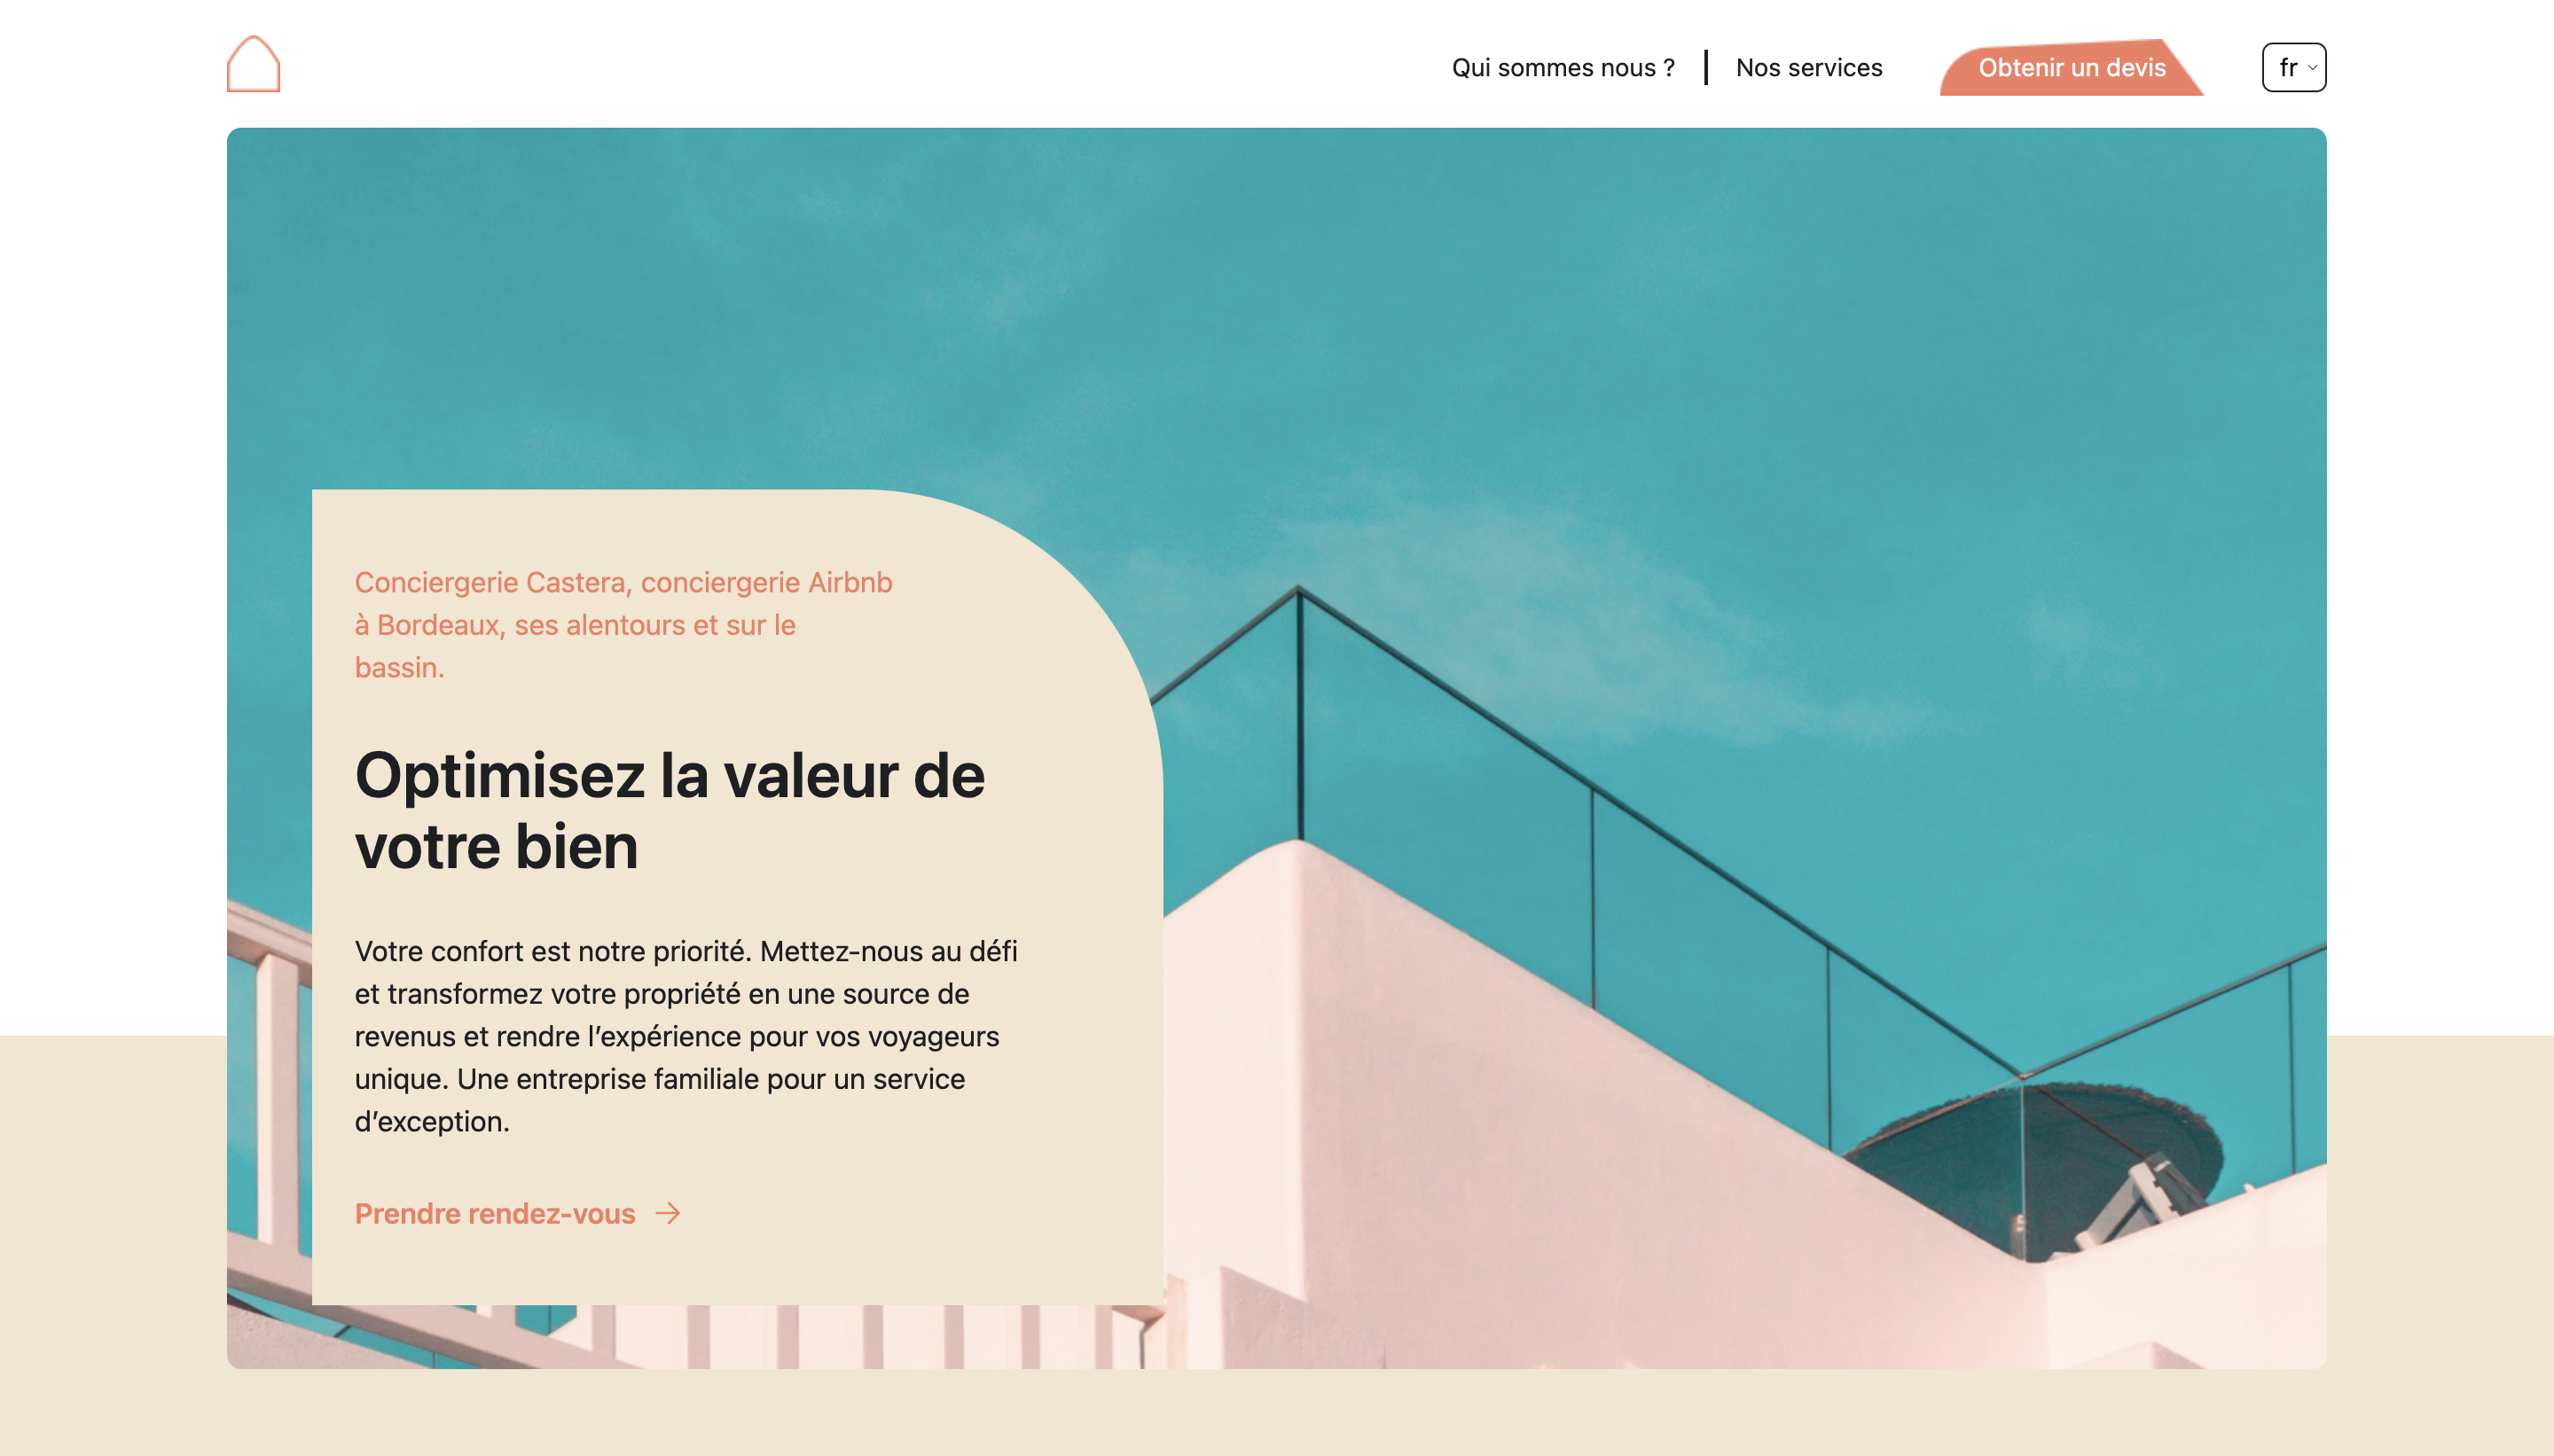 Qui sommes nous ?
Nos services
Obtenir un devis
fr
Conciergerie Castera, conciergerie Airbnb
à Bordeaux, ses alentours et sur le
bassin.
Optimisez la valeur de
votre bien
Votre confort est notre priorité. Mettez-nous au défi
et transformez votre propriété en une source de
revenus et rendre l’expérience pour vos voyageurs
unique. Une entreprise familiale pour un service
d’exception.
Prendre rendez-vous